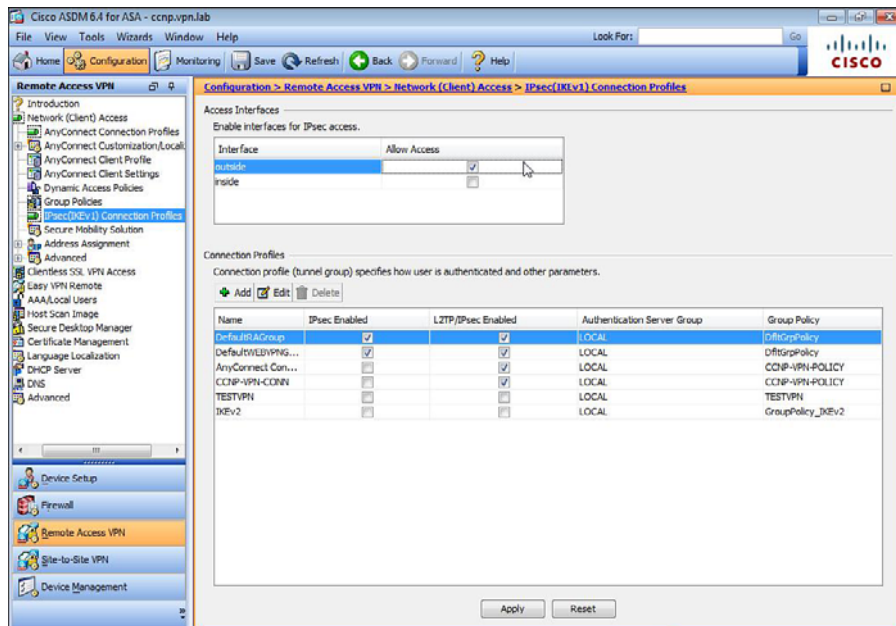 Cisco ASDM 6.4 for ASA - ccnp.vpn.lab
File View Tools Wizards Window Help
Look For:
Go
Home Configuration Monitoring Save Refresh Back Forward Help
CISCO
Remote Access VPN
Introduction
Network (Client) Access
AnyConnect Connection Profiles
AnyConnect Customization/Locali
AnyConnect Client Profile
AnyConnect Client Settings
Dynamic Access Policies
Group Policies
IPsec(IKEv1) Connection Profiles
Secure Mobility Solution
Address Assignment
Advanced
Clientless SSL VPN Access
Easy VPN Remote
AAA/Local Users
Host Scan Image
Secure Desktop Manager
Certificate Management
Language Localization
DHCP Server
DNS
Advanced
Device Setup
Firewall
Remote Access VPN
Site-to-Site VPN
Device Management
Configuration > Remote Access VPN > Network (Client) Access > IPsec(IKEv1) Connection Profiles
Access Interfaces
Enable interfaces for IPsec access.
Interface Allow Access
outside
inside
Connection Profiles
Connection profile (tunnel group) specifies how user is authenticated and other parameters.
Add Edit Delete
Name IPsec Enabled L2TP/IPsec Enabled Authentication Server Group Group Policy
DefaultRAGroup LOCAL DfltGrpPolicy
DefaultWEBVPNG... LOCAL DfltGrpPolicy
AnyConnect Con... LOCAL CCNP-VPN-POLICY
CCNP-VPN-CONN LOCAL CCNP-VPN-POLICY
TESTVPN LOCAL TESTVPN
IKEv2 LOCAL GroupPolicy_IKEv2
Apply Reset